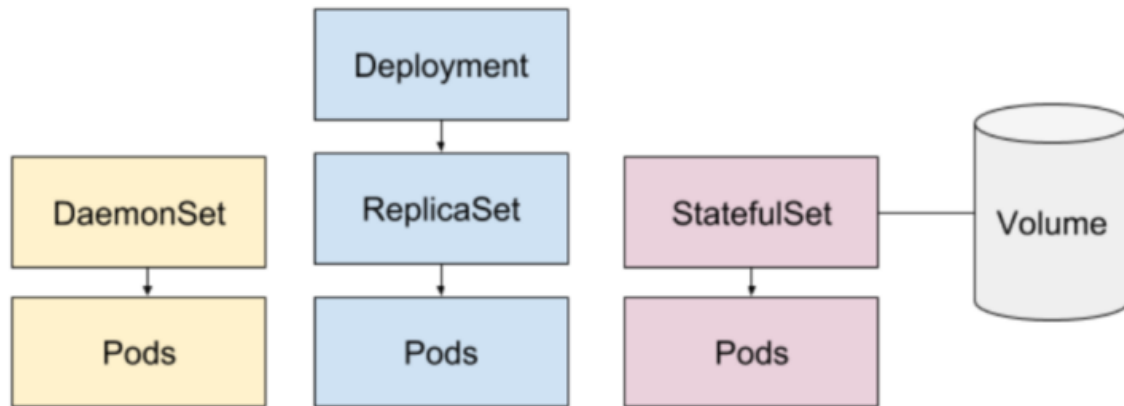 Deployment
DaemonSet
ReplicaSet
StatefulSet
Volume
Pods
Pods
Pods